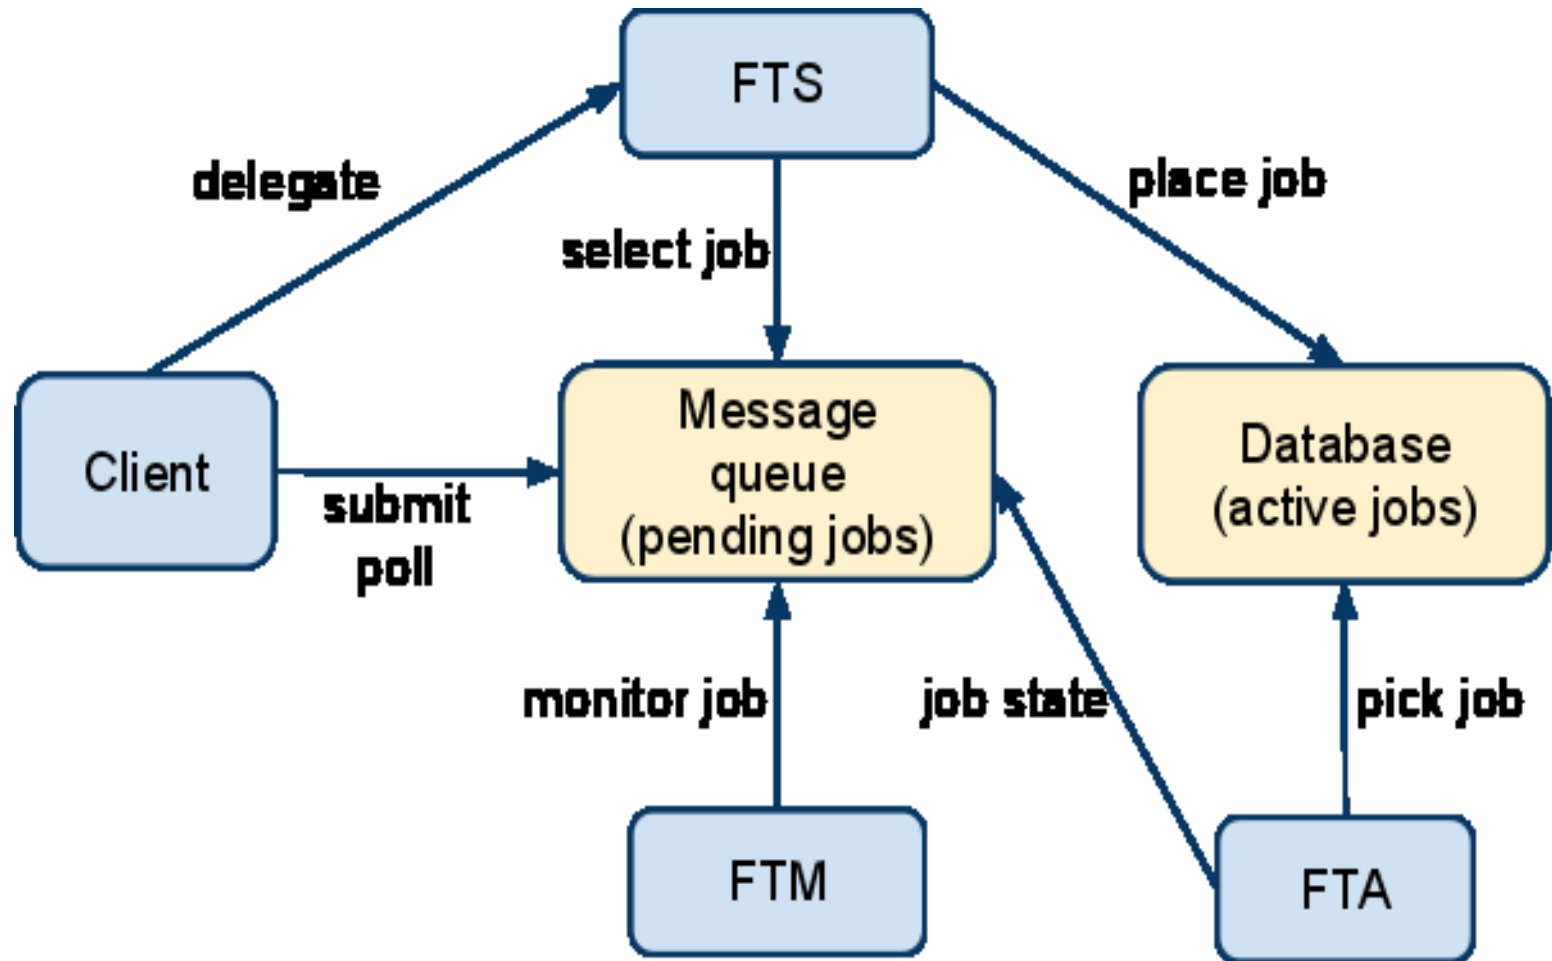 FTS
delegate
place job
select job
Message
queue
(pending jobs)
Database
(active jobs)
Client
submit
poll
monitor job
job state
pick job
FTM
FTA